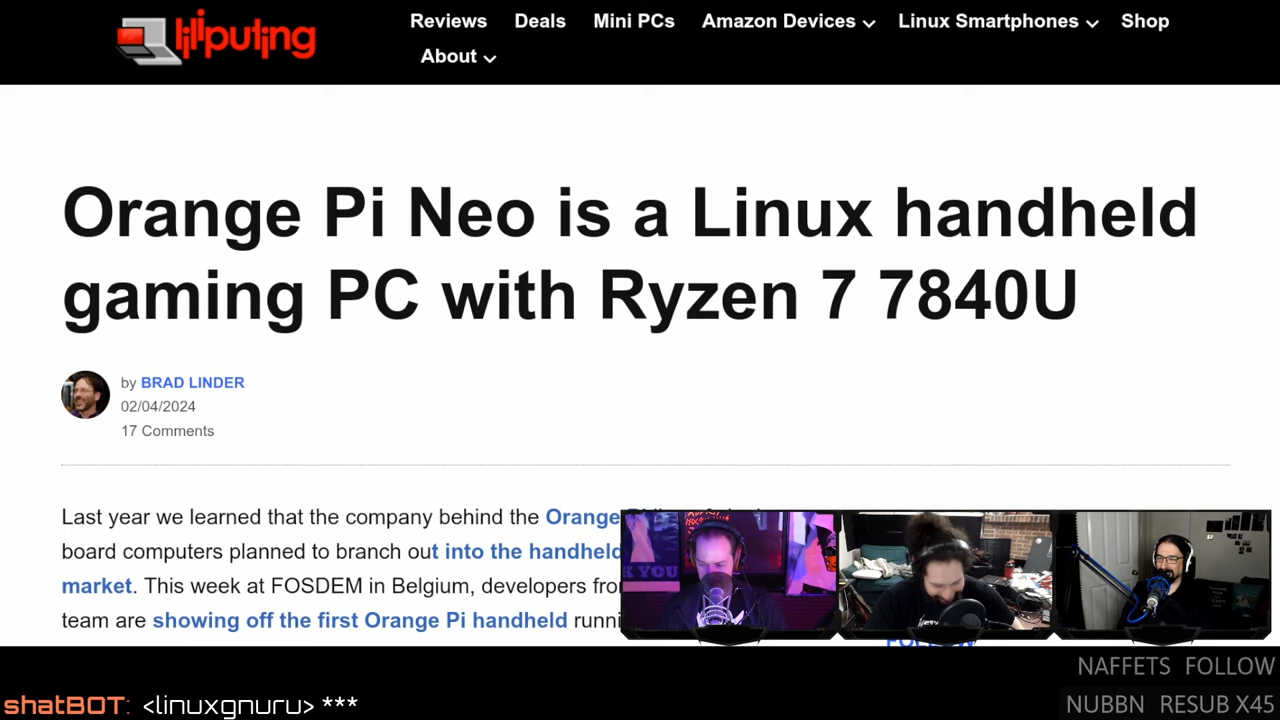 liliputing
Reviews Deals Mini PCs Amazon Devices Linux Smartphones Shop
About
Orange Pi Neo is a Linux handheld
gaming PC with Ryzen 7 7840U
by BRAD LINDER
02/04/2024
17 Comments
Last year we learned that the company behind the Orange
board computers planned to branch out into the handheld
market. This week at FOSDEM in Belgium, developers
team are showing off the first Orange Pi handheld
K YOU
NAFFETS FOLLOW
shatBOT: <linuxgnuru> ***
NUBBN RESUB X45